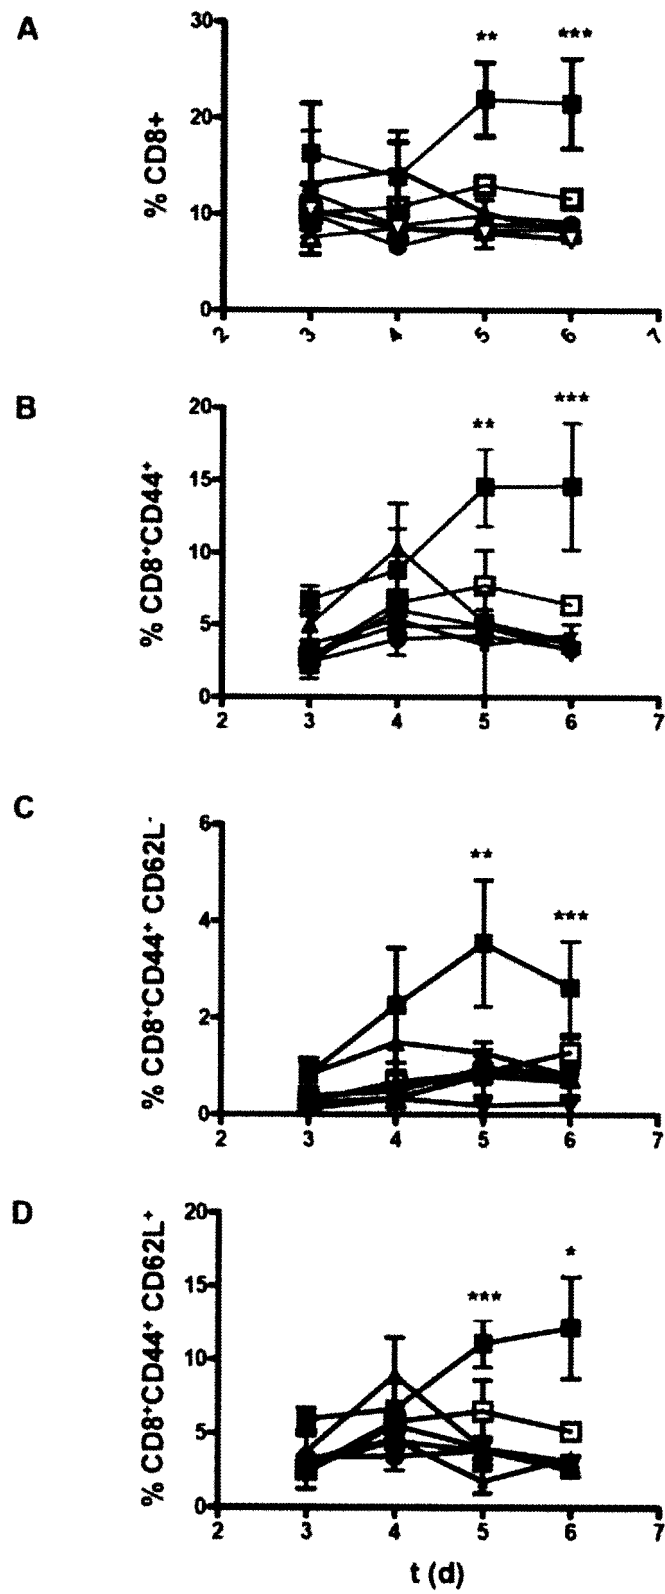 A
% CD8+
30
20
10
0
** ***
2 3 4 5 6 7
B
% CD8⁺CD44⁺
20
15
10
5
0
** ***
2 3 4 5 6 7
C
% CD8⁺CD44⁺ CD62L⁻
6
4
2
0
** ***
2 3 4 5 6 7
D
% CD8⁺CD44⁺ CD62L⁺
20
15
10
5
0
*** *
2 3 4 5 6 7
t (d)